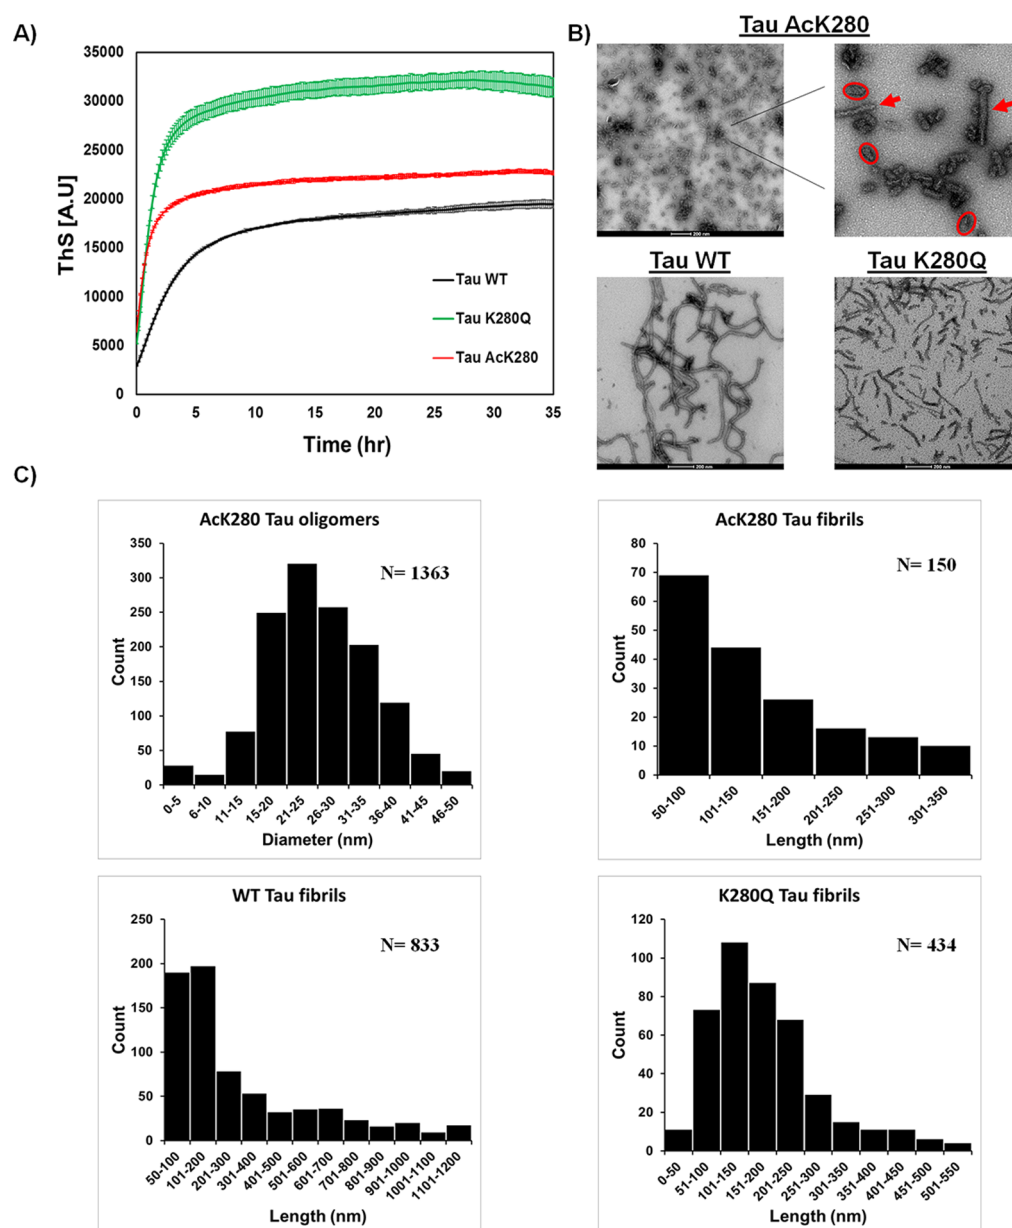 A)
35000
30000
25000
20000
15000
10000
5000
0
ThS [A.U]
0 5 10 15 20 25 30 35
Time (hr)
Tau WT
Tau K280Q
Tau AcK280
B)
Tau AcK280
200 nm
Tau WT
200 nm
Tau K280Q
200 nm
C)
AcK280 Tau oligomers
N= 1363
350
300
250
200
150
100
50
0
Count
0-5 6-10 11-15 15-20 21-25 26-30 31-35 36-40 41-45 46-50
Diameter (nm)
AcK280 Tau fibrils
N= 150
80
70
60
50
40
30
20
10
0
Count
50-100 101-150 151-200 201-250 251-300 301-350
Length (nm)
WT Tau fibrils
N= 833
250
200
150
100
50
0
Count
50-100 101-200 201-300 301-400 401-500 501-600 601-700 701-800 801-900 901-1000 1001-1100 1101-1200
Length (nm)
K280Q Tau fibrils
N= 434
120
100
80
60
40
20
0
Count
0-50 51-100 101-150 151-200 201-250 251-300 301-350 351-400 401-450 451-500 501-550
Length (nm)